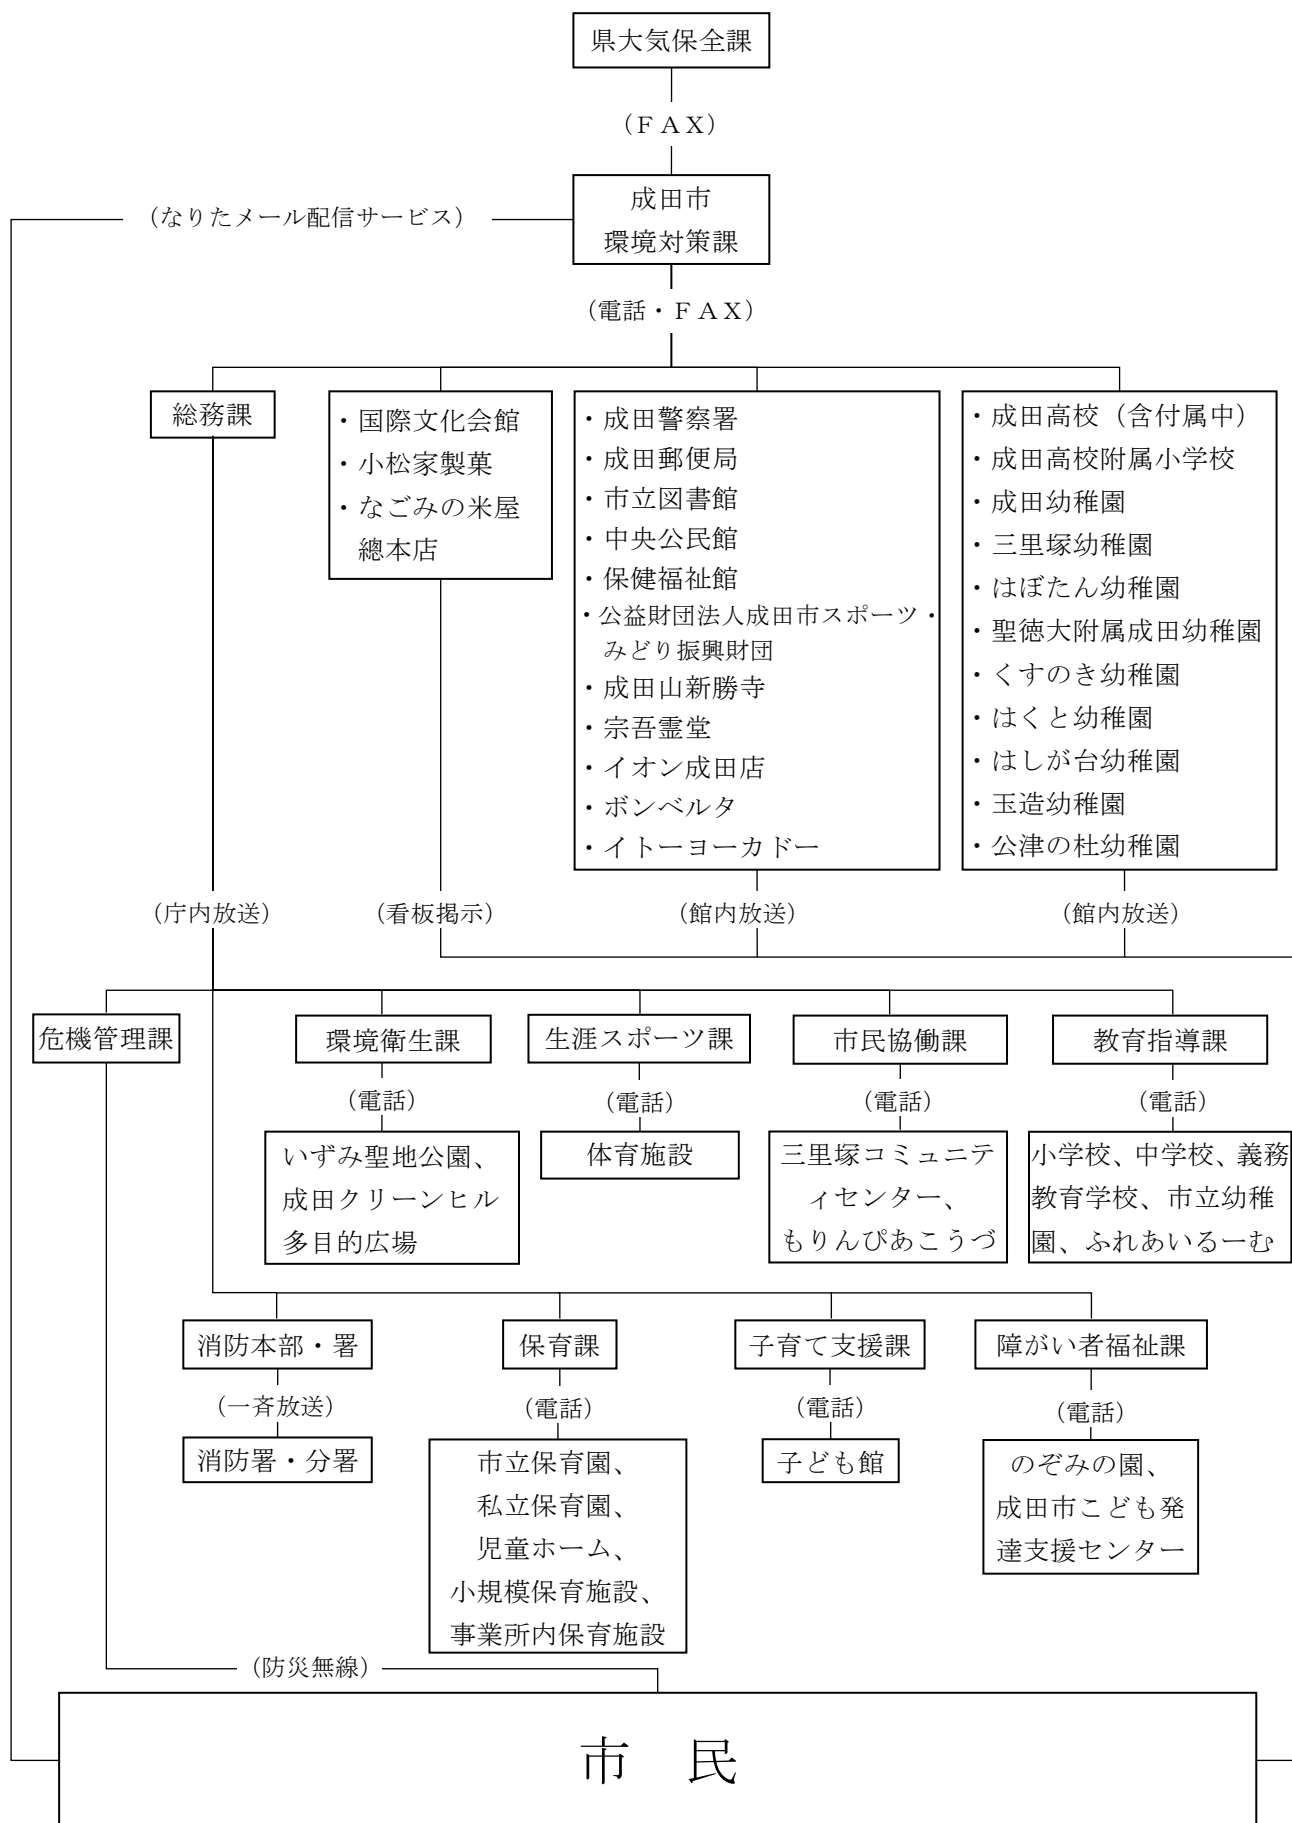 県大気保全課
（ＦＡＸ）
成田市
環境対策課
（なりたメール配信サービス）
（電話・ＦＡＸ）
総務課
・国際文化会館
・小松家製菓
・なごみの米屋
總本店
・成田警察署
・成田郵便局
・市立図書館
・中央公民館
・保健福祉館
・公益財団法人成田市スポーツ・
みどり振興財団
・成田山新勝寺
・宗吾霊堂
・イオン成田店
・ボンベルタ
・イトーヨーカドー
・成田高校（含付属中）
・成田高校附属小学校
・成田幼稚園
・三里塚幼稚園
・はぼたん幼稚園
・聖徳大附属成田幼稚園
・くすのき幼稚園
・はくと幼稚園
・はしが台幼稚園
・玉造幼稚園
・公津の杜幼稚園
（庁内放送）
（看板掲示）
（館内放送）
（館内放送）
危機管理課
環境衛生課
生涯スポーツ課
市民協働課
教育指導課
（電話）
（電話）
（電話）
（電話）
いずみ聖地公園、
成田クリーンヒル
多目的広場
体育施設
三里塚コミュニテ
ィセンター、
もりんぴあこうづ
小学校、中学校、義務
教育学校、市立幼稚
園、ふれあいるーむ
消防本部・署
保育課
子育て支援課
障がい者福祉課
（一斉放送）
（電話）
（電話）
（電話）
消防署・分署
市立保育園、
私立保育園、
児童ホーム、
小規模保育施設、
事業所内保育施設
子ども館
のぞみの園、
成田市こども発
達支援センター
（防災無線）
市　民